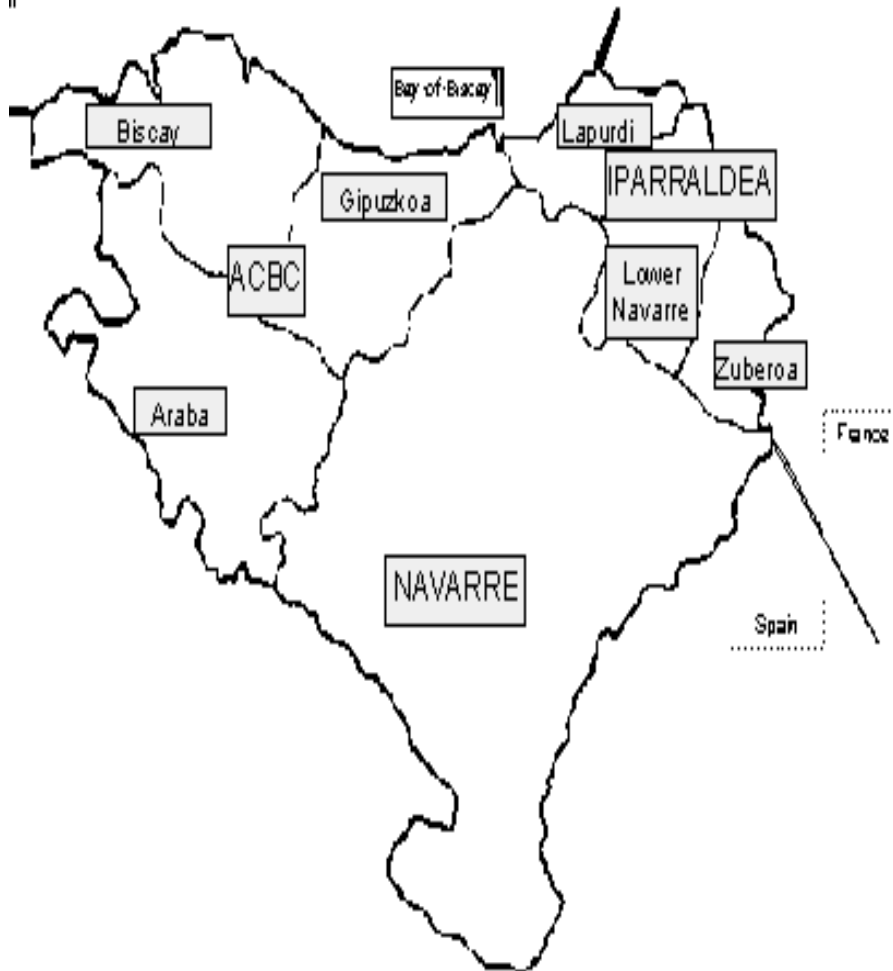 Bay-of-Biscay
Biscay
Lapurdi
IPARRALDEA
Gipuzkoa
ACBC
Lower
Navarre
Zuberoa
Araba
France
NAVARRE
Spain